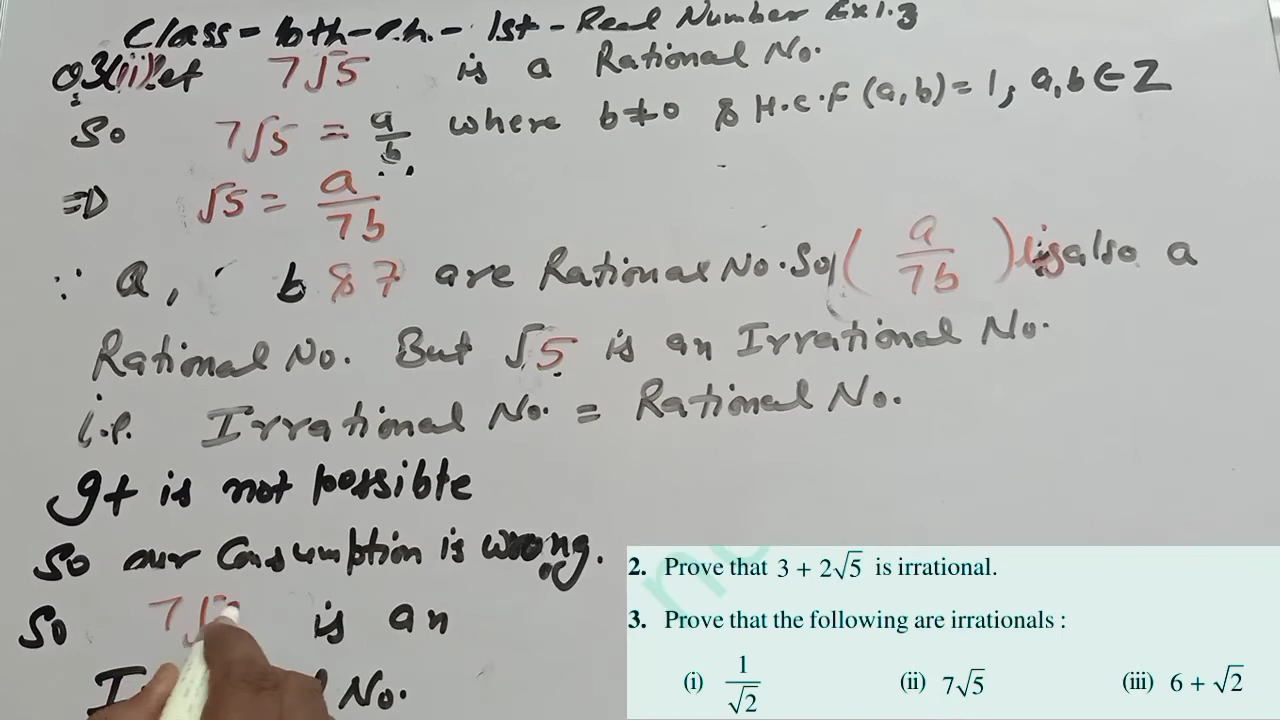 Class - 10th - Ch. - 1st - Real Number Ex 1.3
Q.3(ii) Let 7√5 is a Rational No.
So 7√5 = a/b where b≠0 & H.C.F (a,b) = 1, a,b ∈ Z
⇒ √5 = a/7b
∵ a, b & 7 are Rational No. So, (a/7b) is also a
Rational No. But √5 is an Irrational No.
i.e. Irrational No. = Rational No.
It is not possible
So our Consumption is wrong.
So 7√ is an
No.
2. Prove that 3 + 2√5 is irrational.
3. Prove that the following are irrationals :
(i) 1/√2 (ii) 7√5 (iii) 6 + √2